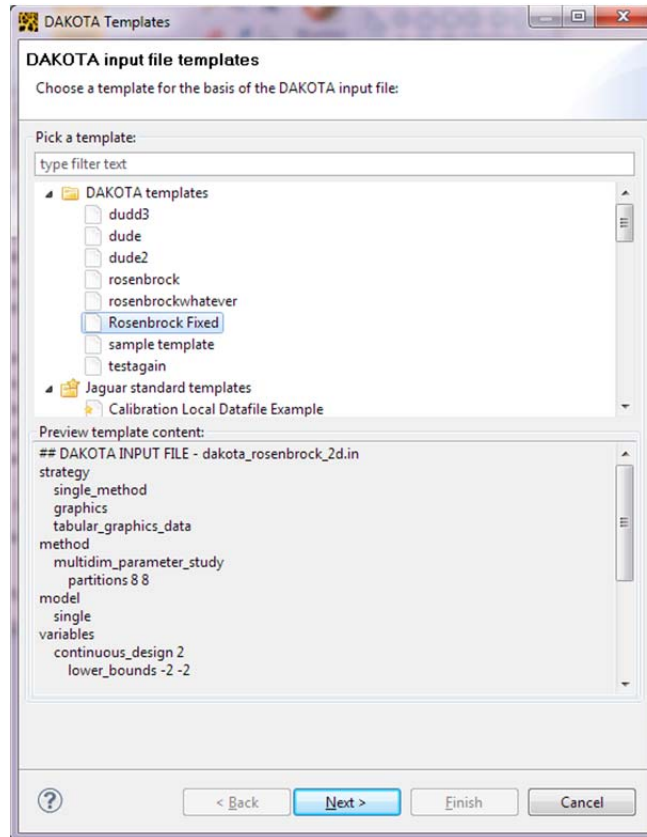 DAKOTA Templates
DAKOTA input file templates
Choose a template for the basis of the DAKOTA input file:
Pick a template:
type filter text
DAKOTA templates
dudd3
dude
dude2
rosenbrock
rosenbrockwhatever
Rosenbrock Fixed
sample template
testagain
Jaguar standard templates
Calibration Local Datafile Example
Preview template content:
## DAKOTA INPUT FILE - dakota_rosenbrock_2d.in
strategy
single_method
graphics
tabular_graphics_data
method
multidim_parameter_study
partitions 8 8
model
single
variables
continuous_design 2
lower_bounds -2 -2
? < Back Next > Finish Cancel